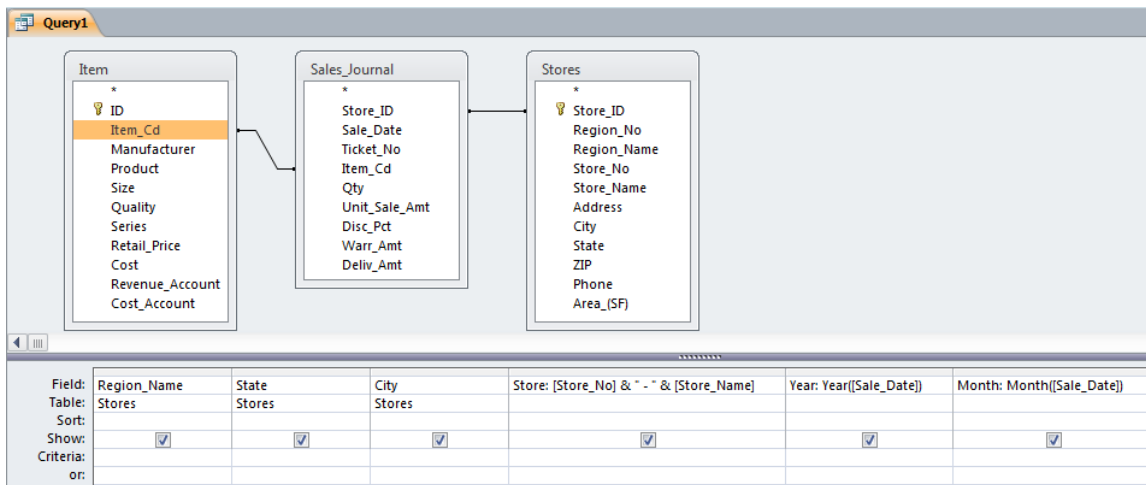 Query1
Item
*
ID
Item_Cd
Manufacturer
Product
Size
Quality
Series
Retail_Price
Cost
Revenue_Account
Cost_Account
Sales_Journal
*
Store_ID
Sale_Date
Ticket_No
Item_Cd
Qty
Unit_Sale_Amt
Disc_Pct
Warr_Amt
Deliv_Amt
Stores
*
Store_ID
Region_No
Region_Name
Store_No
Store_Name
Address
City
State
ZIP
Phone
Area_(SF)
Field: Region_Name State City Store: [Store_No] & " - " & [Store_Name] Year: Year([Sale_Date]) Month: Month([Sale_Date])
Table: Stores Stores Stores
Sort:
Show:
Criteria:
or: